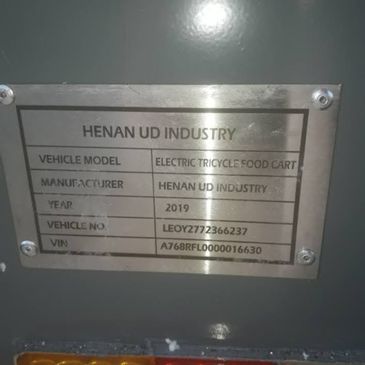 HENAN UD INDUSTRY
VEHICLE MODEL ELECTRIC TRICYCLE FOOD CART
MANUFACTURER HENAN UD INDUSTRY
YEAR 2019
VEHICLE NO. LEOY2772366237
VIN A768RFL0000016630